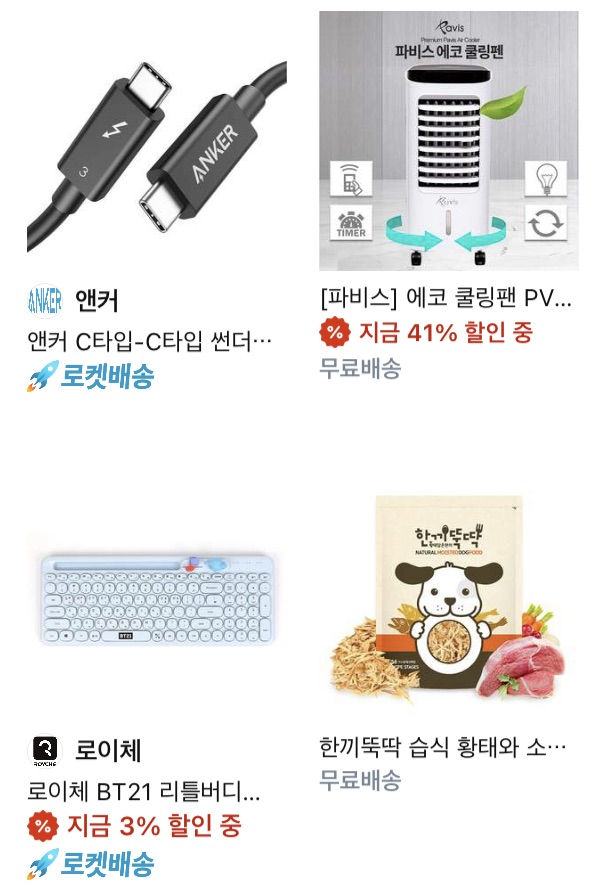 3
ANKER
Ravis
Premium Pavis Air Cooler
파비스 에코 쿨링펜
Ravis
TIMER
ANKER 앤커
앤커 C타입-C타입 썬더···
로켓배송
[파비스] 에코 쿨링팬 PV...
% 지금 41% 할인 중
무료배송
BT21
ROYCHE 로이체
로이체 BT21 리틀버디...
% 지금 3% 할인 중
로켓배송
한끼뚝딱
NATURAL MOISTED DOG FOOD
한끼뚝딱 습식 황태와 소···
무료배송